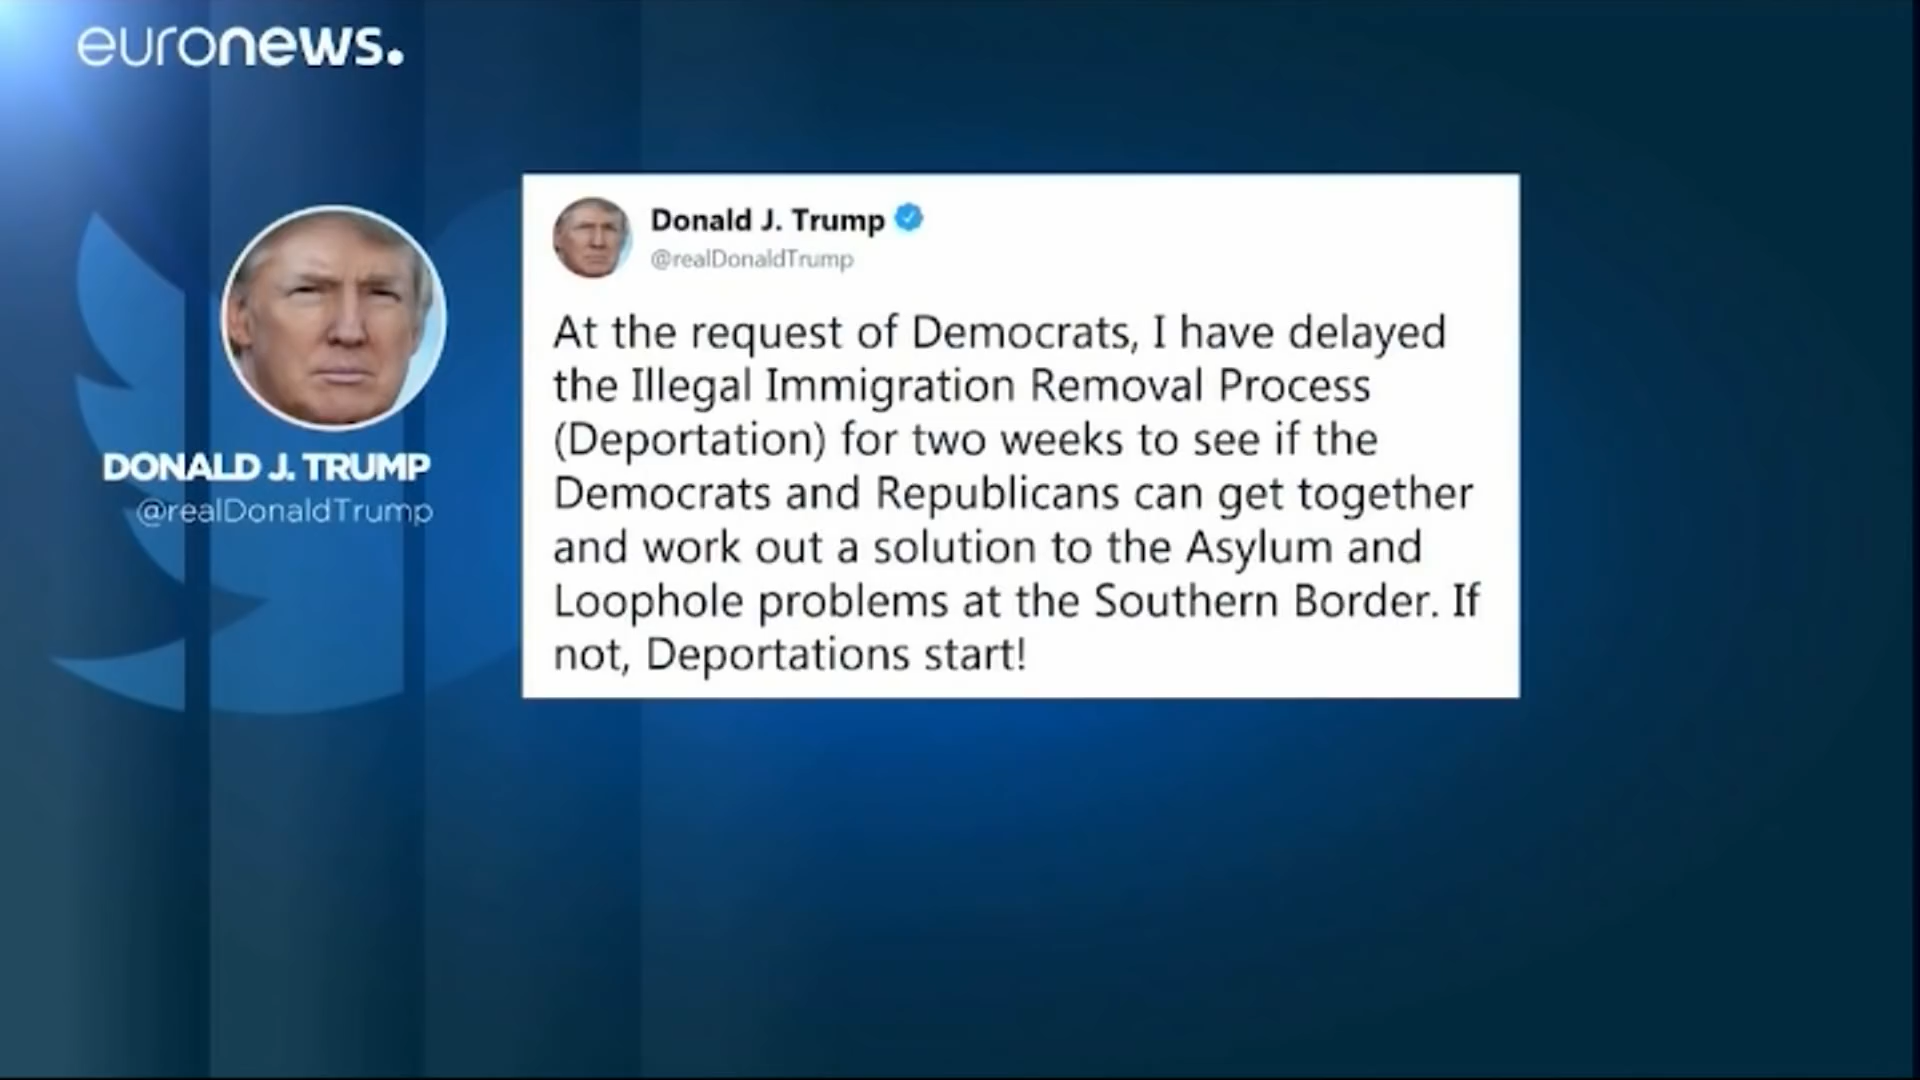 euronews.
DONALD J. TRUMP
@realDonaldTrump
Donald J. Trump
@realDonaldTrump
At the request of Democrats, I have delayed
the Illegal Immigration Removal Process
(Deportation) for two weeks to see if the
Democrats and Republicans can get together
and work out a solution to the Asylum and
Loophole problems at the Southern Border. If
not, Deportations start!